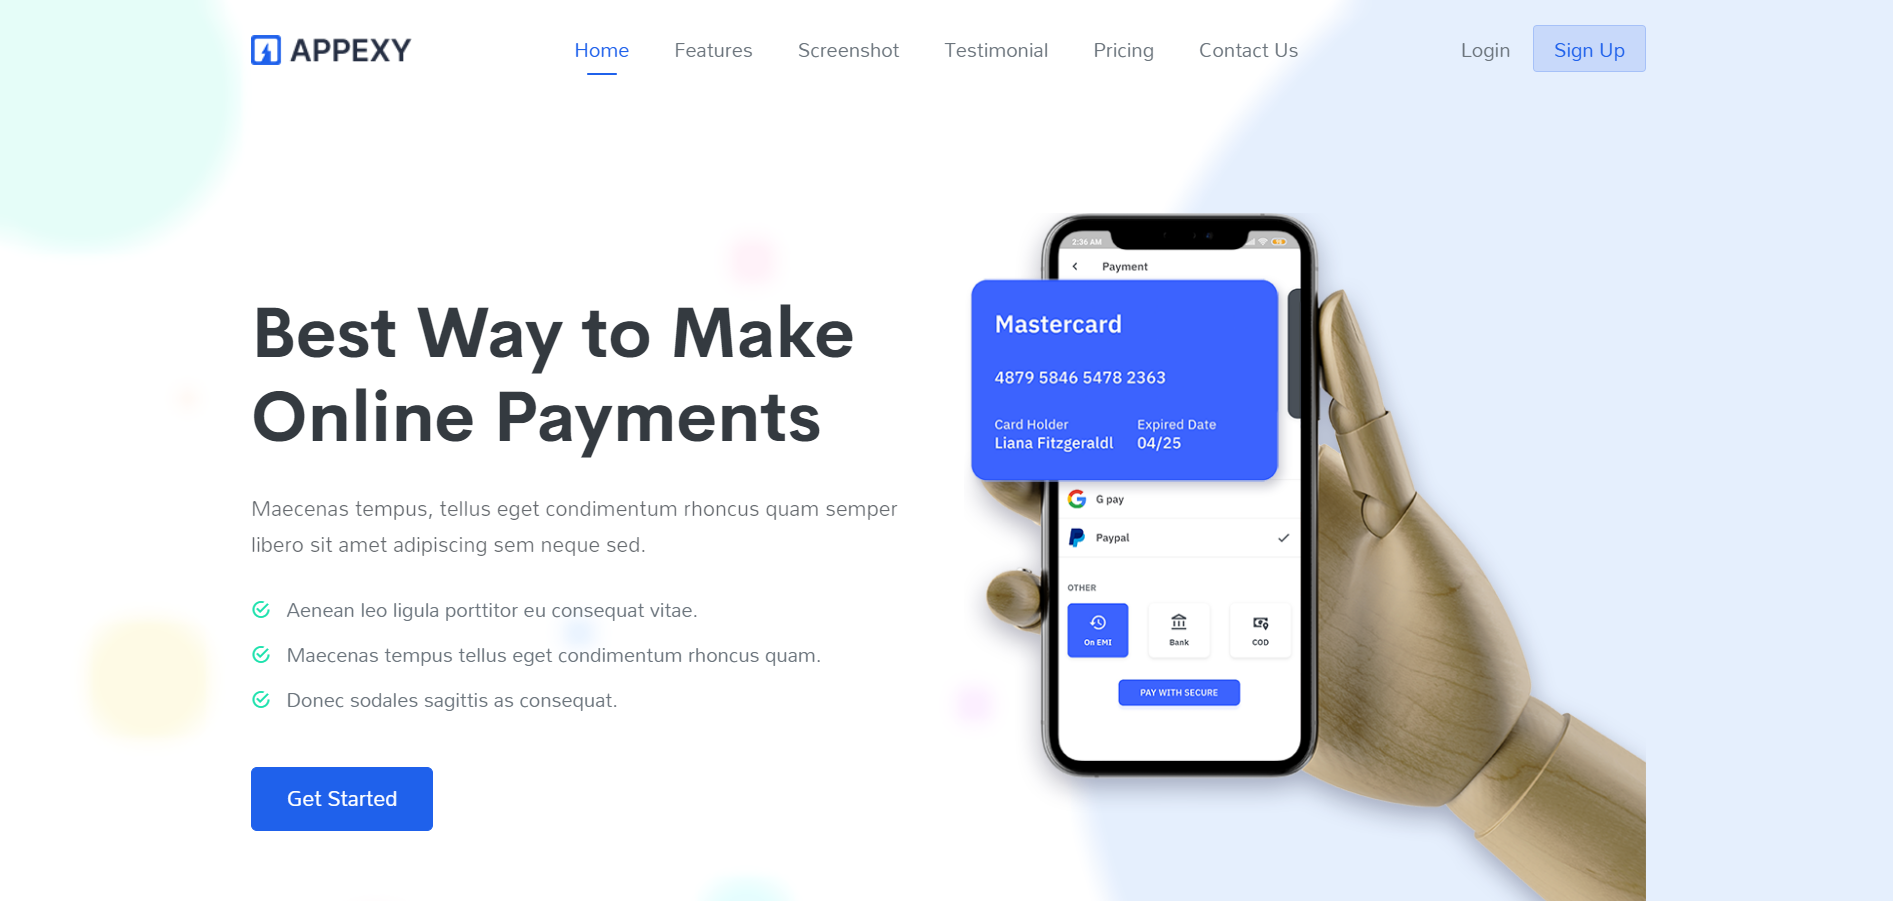 APPEXY
Home Features Screenshot Testimonial Pricing Contact Us
Login Sign Up
Best Way to Make
Online Payments
Maecenas tempus, tellus eget condimentum rhoncus quam semper
libero sit amet adipiscing sem neque sed.
Aenean leo ligula porttitor eu consequat vitae.
Maecenas tempus tellus eget condimentum rhoncus quam.
Donec sodales sagittis as consequat.
Get Started
2:36 AM
Payment
Mastercard
4879 5846 5478 2363
Card Holder Expired Date
Liana Fitzgeraldl 04/25
G pay
Paypal
OTHER
On EMI Bank COD
PAY WITH SECURE